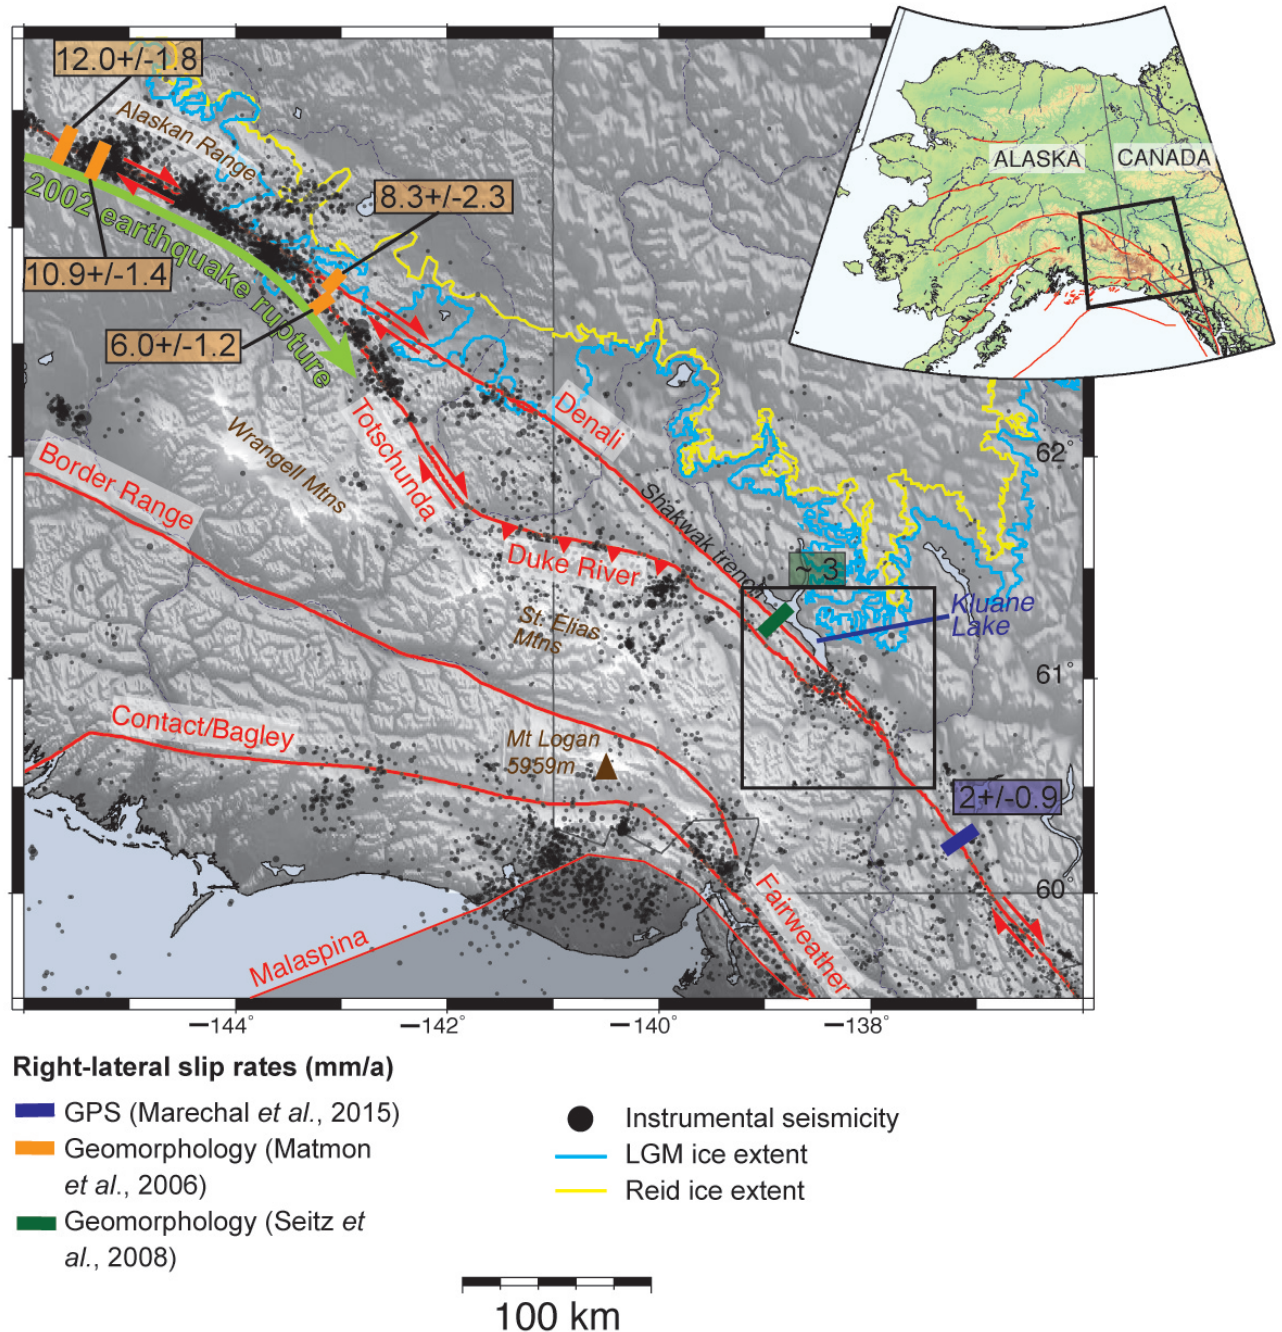 12.0+/-1.8
Alaskan Range
ALASKA
CANADA
2002 earthquake rupture
8.3+/-2.3
10.9+/-1.4
6.0+/-1.2
Denali
Totschunda
Wrangell Mtns
Border Range
62°
Shakwak trench
Duke River
~ 3
Kluane
Lake
St. Elias
Mtns
61°
Contact/Bagley
Mt Logan
5959m
2+/-0.9
60°
Fairweather
Malaspina
−144
−142°
−140
−138°
Right-lateral slip rates (mm/a)
GPS (Marechal et al., 2015)
Geomorphology (Matmon
et al., 2006)
Geomorphology (Seitz et
al., 2008)
Instrumental seismicity
LGM ice extent
Reid ice extent
100 km